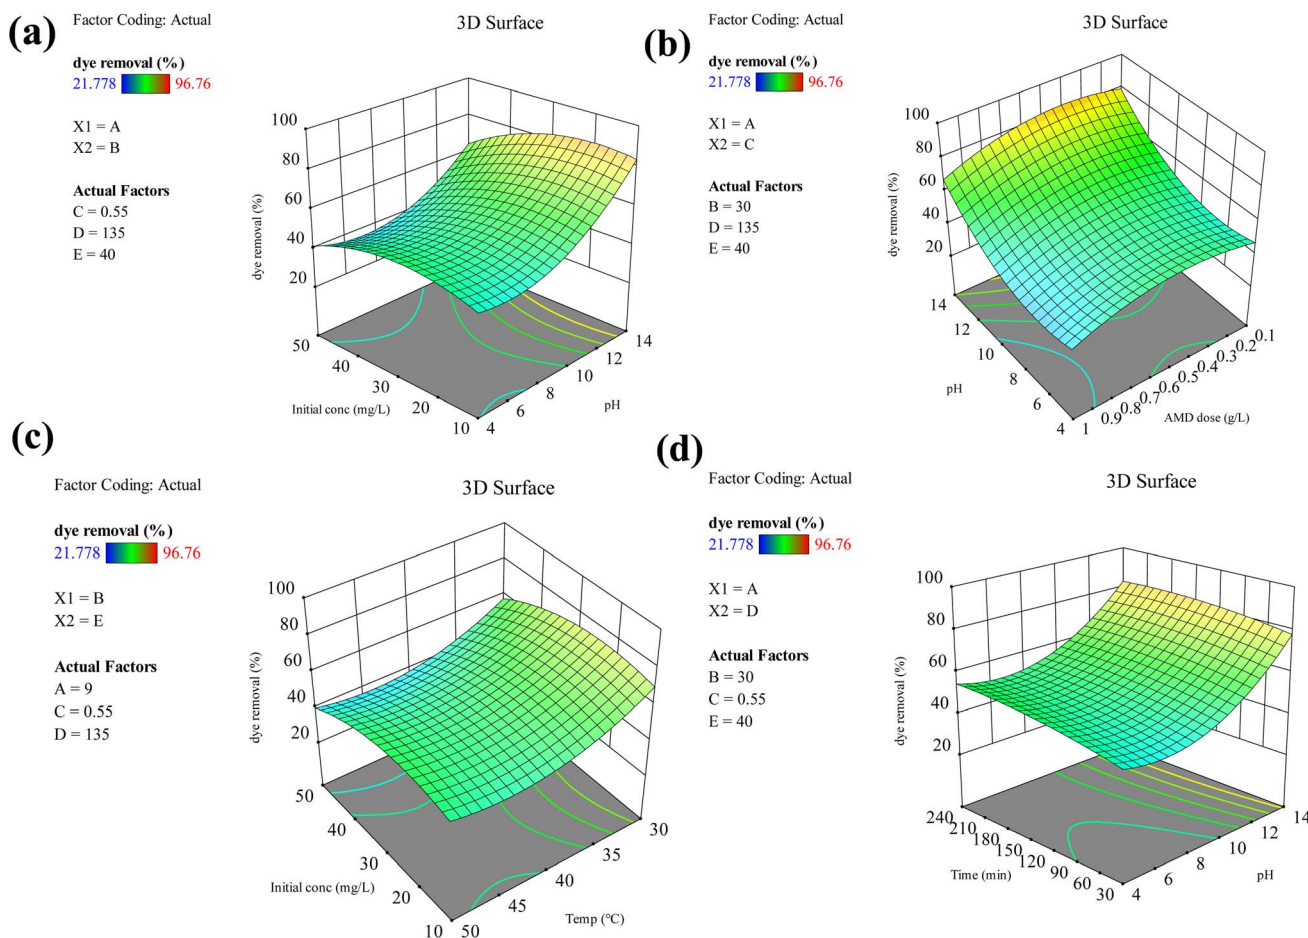 (a)
Factor Coding: Actual
3D Surface
dye removal (%)
21.778 96.76
X1 = A
X2 = B
Actual Factors
C = 0.55
D = 135
E = 40
dye removal (%)
100
80
60
40
20
50
40
30
20
10
Initial conc (mg/L)
4
6
8
10
12
14
pH
(b)
Factor Coding: Actual
3D Surface
dye removal (%)
21.778 96.76
X1 = A
X2 = C
Actual Factors
B = 30
D = 135
E = 40
dye removal (%)
100
80
60
40
20
14
12
10
8
6
4
pH
1
0.9
0.8
0.7
0.6
0.5
0.4
0.3
0.2
0.1
AMD dose (g/L)
(c)
Factor Coding: Actual
3D Surface
dye removal (%)
21.778 96.76
X1 = B
X2 = E
Actual Factors
A = 9
C = 0.55
D = 135
dye removal (%)
100
80
60
40
20
50
40
30
20
10
Initial conc (mg/L)
50
45
40
35
30
Temp (°C)
(d)
Factor Coding: Actual
3D Surface
dye removal (%)
21.778 96.76
X1 = A
X2 = D
Actual Factors
B = 30
C = 0.55
E = 40
dye removal (%)
100
80
60
40
20
240
210
180
150
120
90
60
30
Time (min)
4
6
8
10
12
14
pH